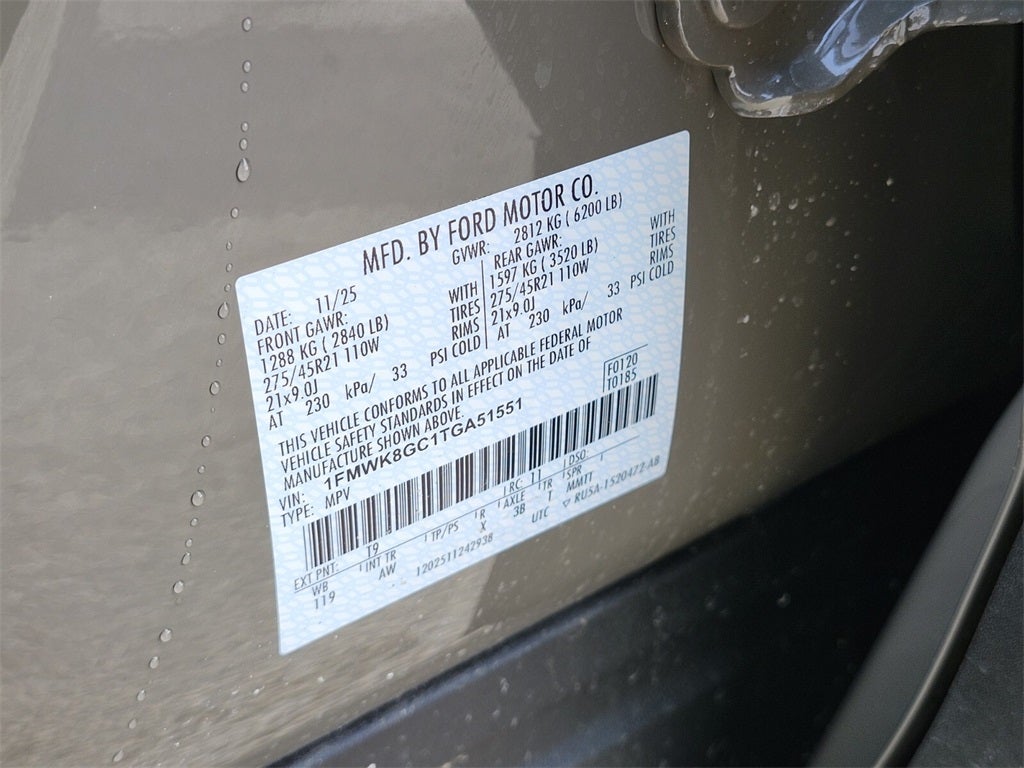 MFD. BY FORD MOTOR CO.
DATE: 11/25 GVWR: 2812 KG ( 6200 LB)
FRONT GAWR: REAR GAWR:
1288 KG ( 2840 LB) WITH 1597 KG ( 3520 LB) WITH
275/45R21 110W TIRES 275/45R21 110W TIRES
21x9.0J RIMS 21x9.0J RIMS
AT 230 kPa/ 33 PSI COLD AT 230 kPa/ 33 PSI COLD
THIS VEHICLE CONFORMS TO ALL APPLICABLE FEDERAL MOTOR
VEHICLE SAFETY STANDARDS IN EFFECT ON THE DATE OF
MANUFACTURE SHOWN ABOVE.
F0120
T0185
VIN: 1FMWK8GC1TGA51551
TYPE: MPV
EXT PNT: T9 RC: 11 DSO:
WB INT TR TP/PS R AXLE TR SPR
119 AW X 3B T MMTT
1202511242938 UTC ▽ RU5A-1520472-AB